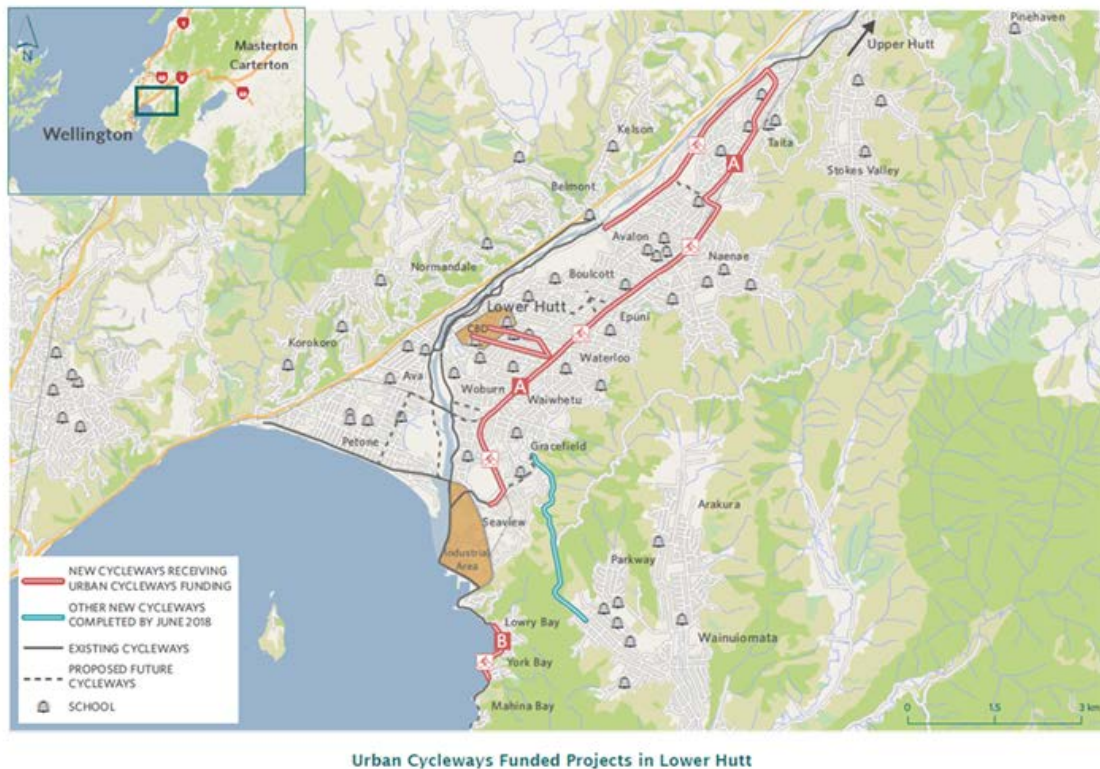 N
Masterton
Carterton
Wellington
Pinehaven
Upper Hutt
Kelson
Taita
A
Stokes Valley
Belmont
Avalon
Naenae
Normandale
Boulcott
Lower Hutt
CBD
Epuni
Korokoro
Waterloo
Ava
Woburn
A
Waiwhetu
Petone
Gracefield
Seaview
Arakura
Industrial
Area
Parkway
Lowry Bay
B
Wainuiomata
York Bay
Mahina Bay
NEW CYCLEWAYS RECEIVING
URBAN CYCLEWAYS FUNDING
OTHER NEW CYCLEWAYS
COMPLETED BY JUNE 2018
EXISTING CYCLEWAYS
PROPOSED FUTURE
CYCLEWAYS
SCHOOL
0 1.5 3 km
Urban Cycleways Funded Projects in Lower Hutt